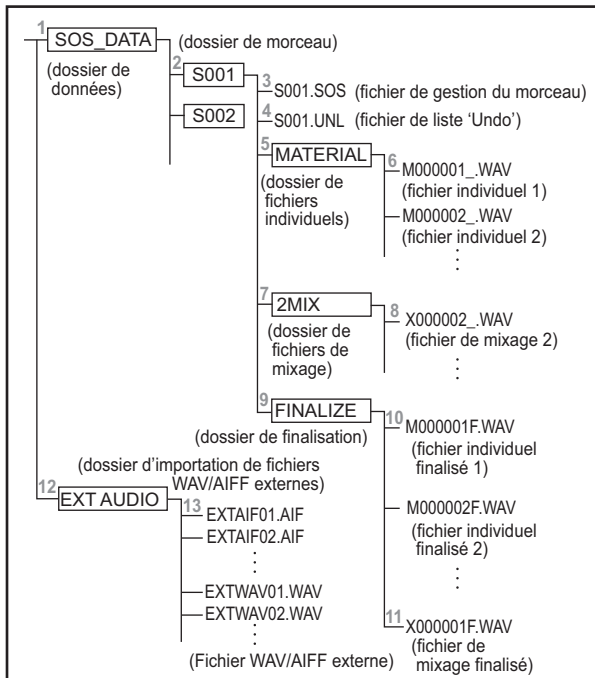 1 SOS_DATA (dossier de morceau)
(dossier de données)
2 S001
3 S001.SOS (fichier de gestion du morceau)
S002
4 S001.UNL (fichier de liste ‘Undo’)
5 MATERIAL
(dossier de
fichiers
individuels)
6 M000001_.WAV
(fichier individuel 1)
M000002_.WAV
(fichier individuel 2)
7 2MIX
(dossier de
fichiers de
mixage)
8 X000002_.WAV
(fichier de mixage 2)
9 FINALIZE
(dossier de finalisation)
10 M000001F.WAV
(fichier individuel
finalisé 1)
M000002F.WAV
(fichier individuel
finalisé 2)
11 X000001F.WAV
(fichier de
mixage finalisé)
(dossier d’importation de fichiers
WAV/AIFF externes)
12 EXT AUDIO
13 EXTAIF01.AIF
EXTAIF02.AIF
EXTWAV01.WAV
EXTWAV02.WAV
(Fichier WAV/AIFF externe)